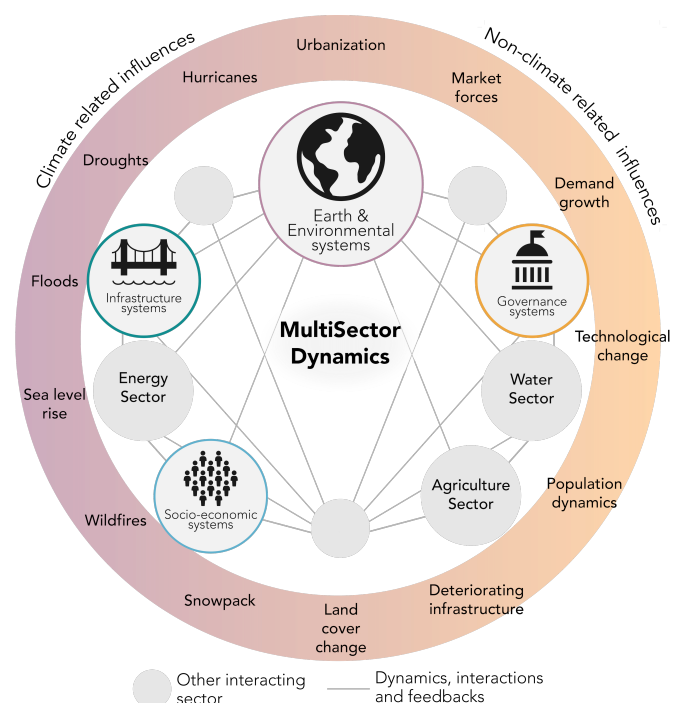 Climate related influences
Non-climate related influences
Urbanization
Hurricanes
Market
forces
Droughts
Demand
growth
Earth &
Environmental
systems
Floods
Infrastructure
systems
Governance
systems
MultiSector
Dynamics
Technological
change
Energy
Sector
Water
Sector
Sea level
rise
Agriculture
Sector
Population
dynamics
Socio-economic
systems
Wildfires
Snowpack
Deteriorating
infrastructure
Land
cover
change
Other interacting
sector
Dynamics, interactions
and feedbacks